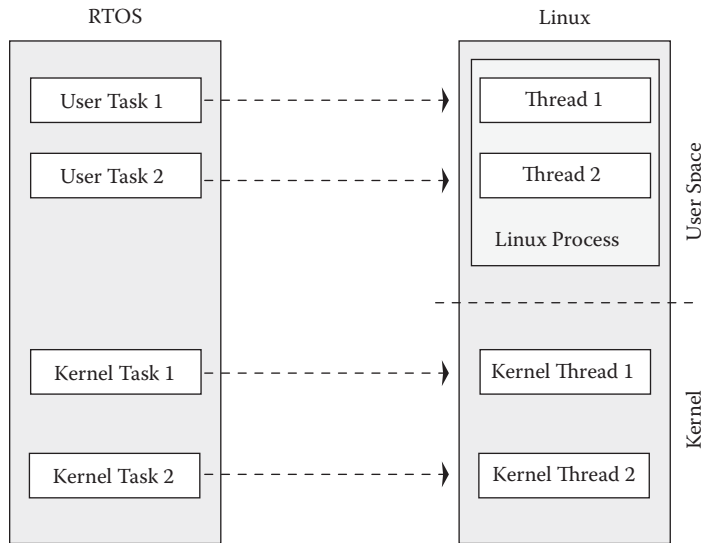 RTOS
Linux
User Task 1
Thread 1
User Task 2
Thread 2
Linux Process
User Space
Kernel Task 1
Kernel Thread 1
Kernel
Kernel Task 2
Kernel Thread 2